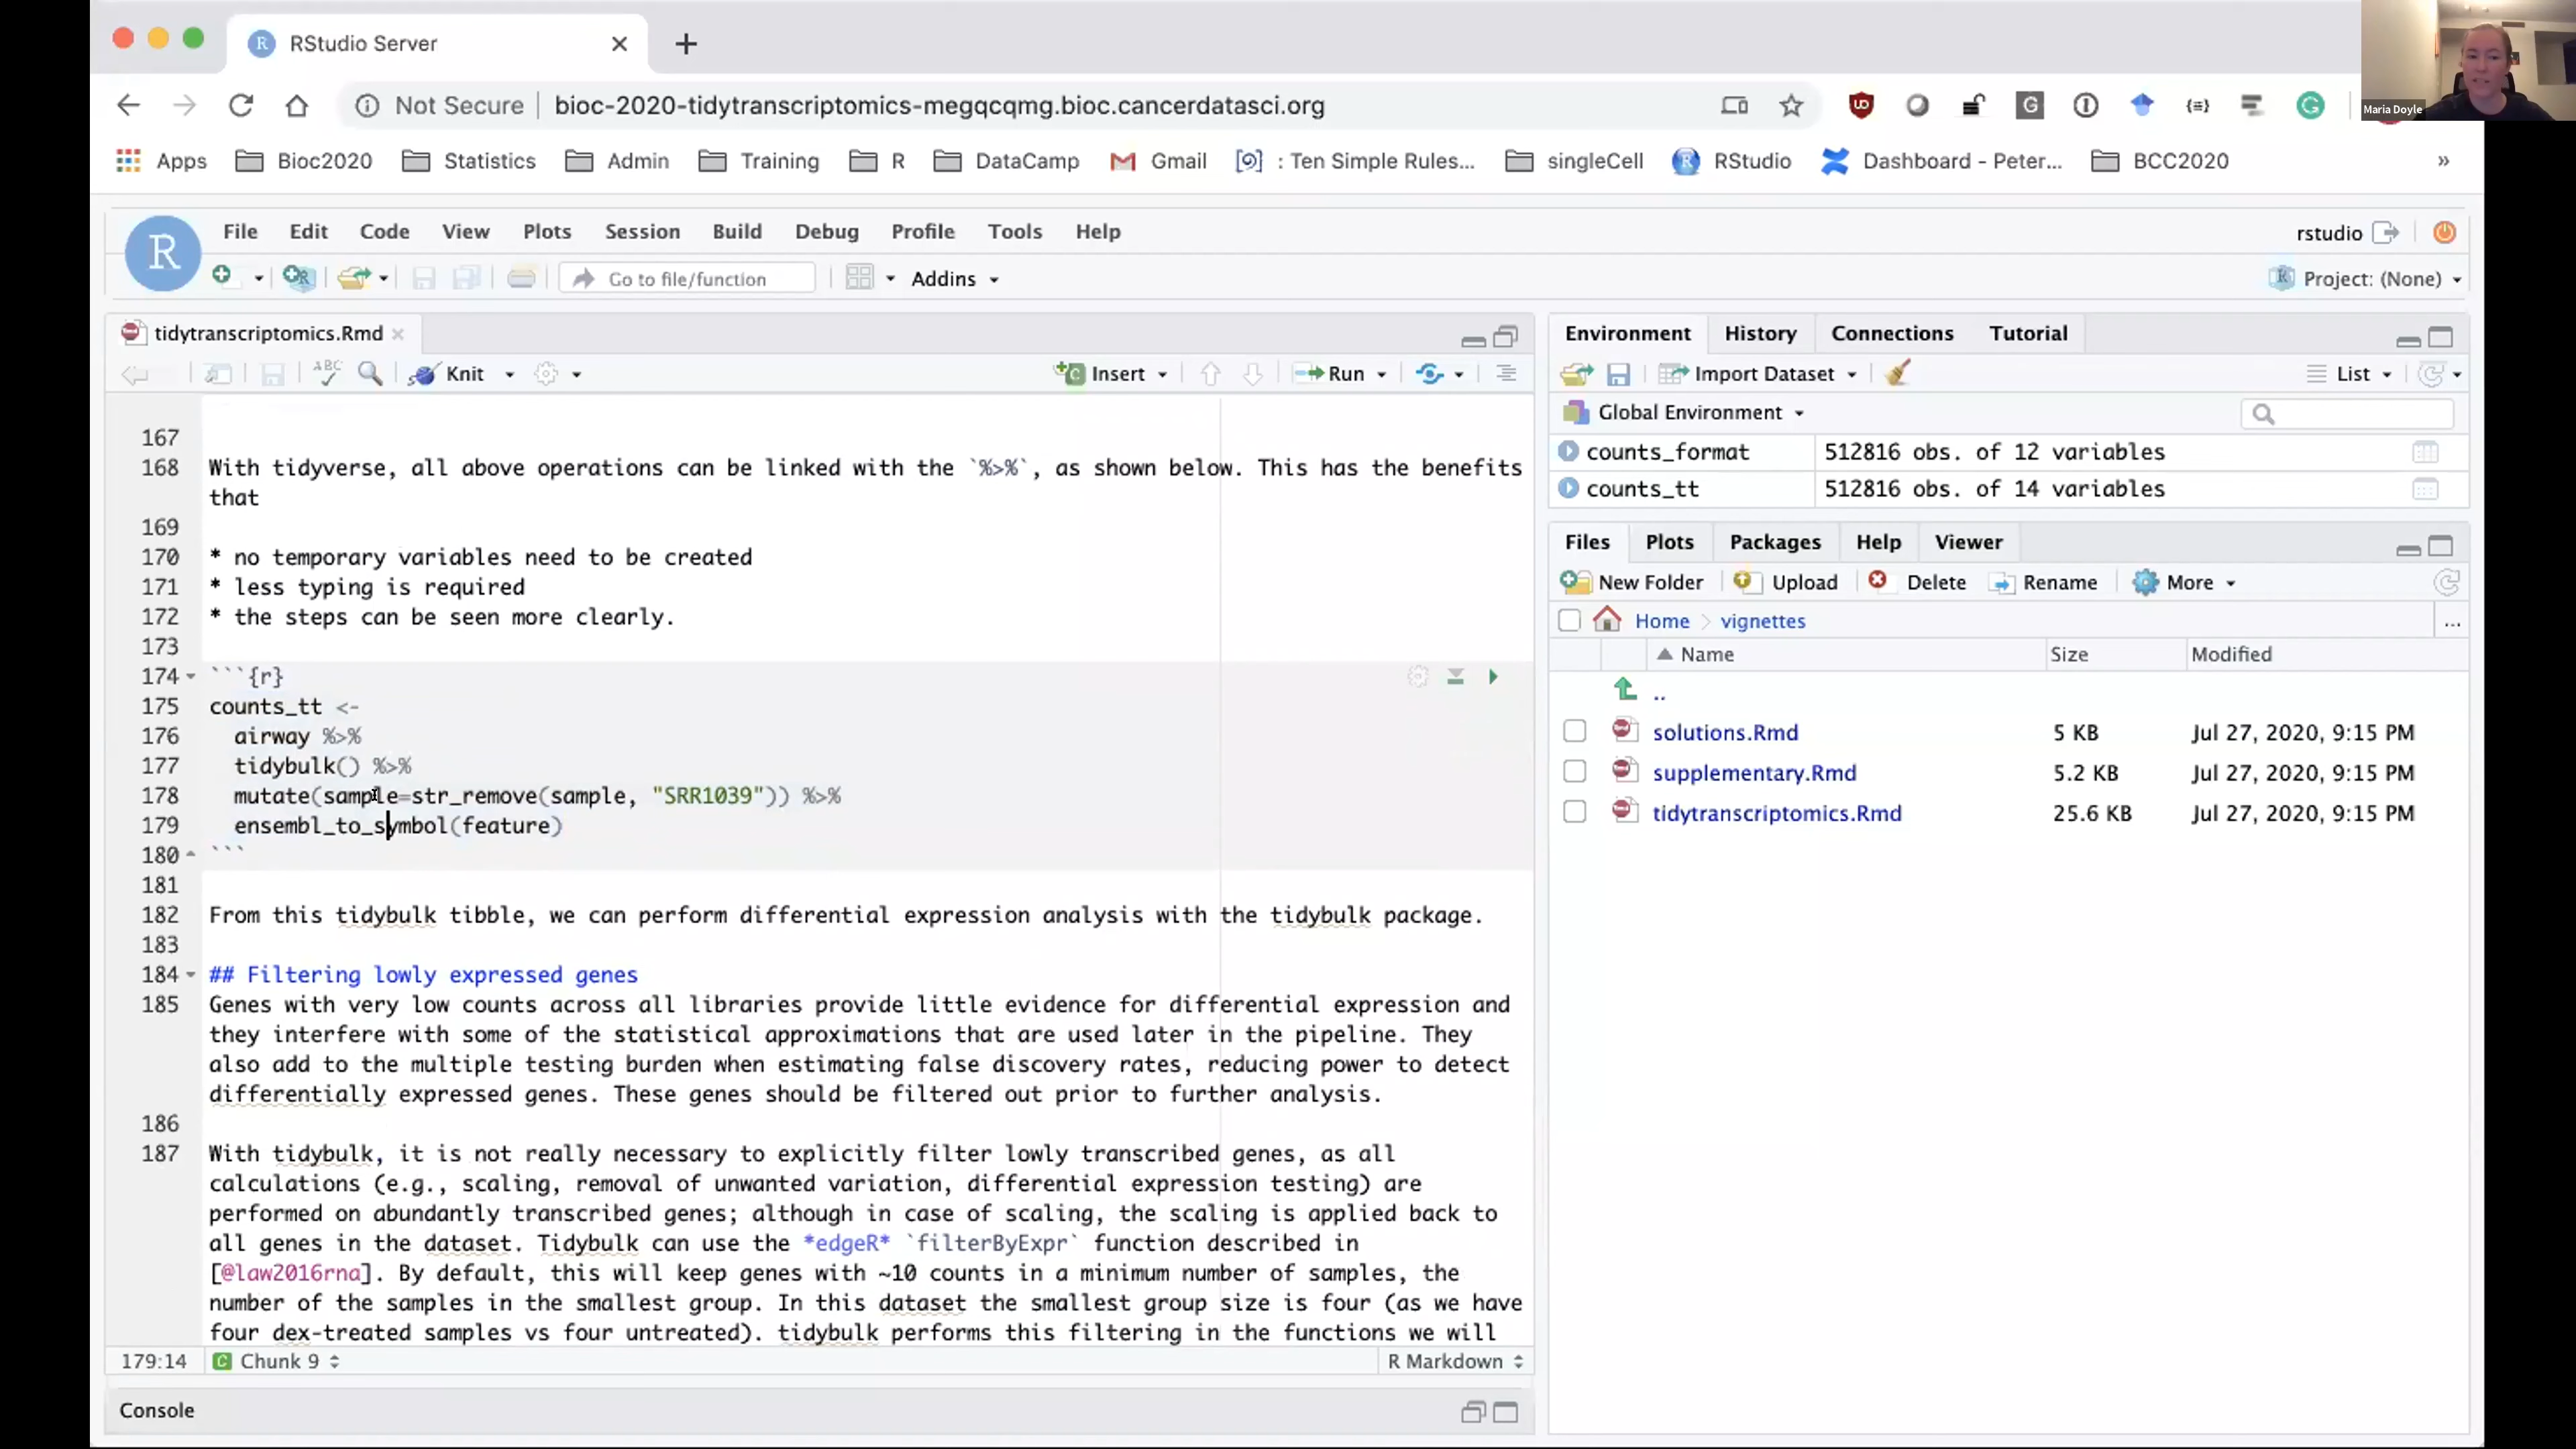 RStudio Server
Not Secure | bioc-2020-tidytranscriptomics-megqcqmg.bioc.cancerdatasci.org
Maria Doyle
Apps Bioc2020 Statistics Admin Training R DataCamp Gmail : Ten Simple Rules... singleCell RStudio Dashboard - Peter... BCC2020 »
File Edit Code View Plots Session Build Debug Profile Tools Help
rstudio
Go to file/function Addins
Project: (None)
tidytranscriptomics.Rmd
ABC Knit Insert Run
167
168 With tidyverse, all above operations can be linked with the `%>%`, as shown below. This has the benefits
that
169
170 * no temporary variables need to be created
171 * less typing is required
172 * the steps can be seen more clearly.
173
174 ```{r}
175 counts_tt <-
176 airway %>%
177 tidybulk() %>%
178 mutate(sample=str_remove(sample, "SRR1039")) %>%
179 ensembl_to_symbol(feature)
180 ```
181
182 From this tidybulk tibble, we can perform differential expression analysis with the tidybulk package.
183
184 ## Filtering lowly expressed genes
185 Genes with very low counts across all libraries provide little evidence for differential expression and
they interfere with some of the statistical approximations that are used later in the pipeline. They
also add to the multiple testing burden when estimating false discovery rates, reducing power to detect
differentially expressed genes. These genes should be filtered out prior to further analysis.
186
187 With tidybulk, it is not really necessary to explicitly filter lowly transcribed genes, as all
calculations (e.g., scaling, removal of unwanted variation, differential expression testing) are
performed on abundantly transcribed genes; although in case of scaling, the scaling is applied back to
all genes in the dataset. Tidybulk can use the *edgeR* `filterByExpr` function described in
[@law2016rna]. By default, this will keep genes with ~10 counts in a minimum number of samples, the
number of the samples in the smallest group. In this dataset the smallest group size is four (as we have
four dex-treated samples vs four untreated). tidybulk performs this filtering in the functions we will
179:14 Chunk 9 R Markdown
Console
Environment History Connections Tutorial
Import Dataset List
Global Environment
counts_format 512816 obs. of 12 variables
counts_tt 512816 obs. of 14 variables
Files Plots Packages Help Viewer
New Folder Upload Delete Rename More
Home vignettes ...
Name Size Modified
..
solutions.Rmd 5 KB Jul 27, 2020, 9:15 PM
supplementary.Rmd 5.2 KB Jul 27, 2020, 9:15 PM
tidytranscriptomics.Rmd 25.6 KB Jul 27, 2020, 9:15 PM